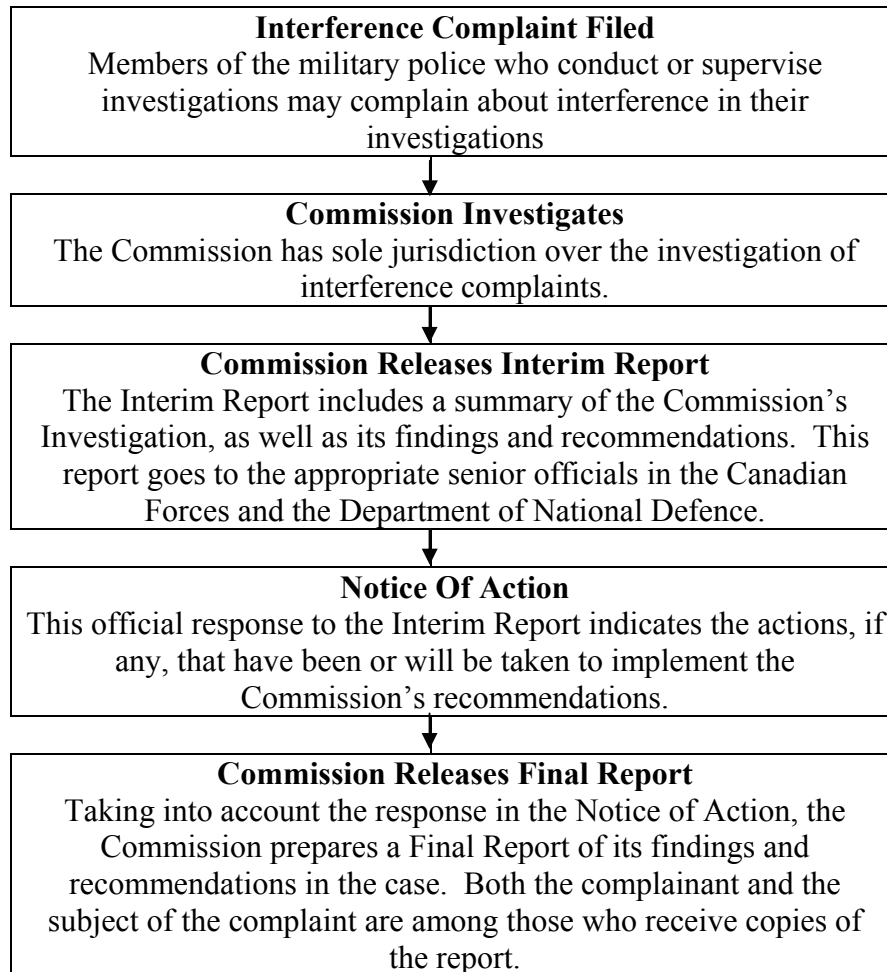 Interference Complaint Filed
Members of the military police who conduct or supervise
investigations may complain about interference in their
investigations
Commission Investigates
The Commission has sole jurisdiction over the investigation of
interference complaints.
Commission Releases Interim Report
The Interim Report includes a summary of the Commission’s
Investigation, as well as its findings and recommendations.  This
report goes to the appropriate senior officials in the Canadian
Forces and the Department of National Defence.
Notice Of Action
This official response to the Interim Report indicates the actions, if
any, that have been or will be taken to implement the
Commission’s recommendations.
Commission Releases Final Report
Taking into account the response in the Notice of Action, the
Commission prepares a Final Report of its findings and
recommendations in the case.  Both the complainant and the
subject of the complaint are among those who receive copies of
the report.